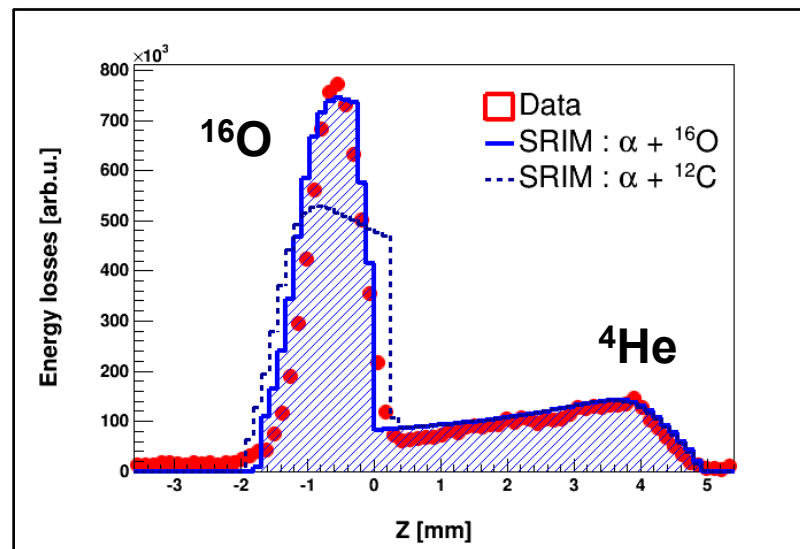 ×10³
800
700
600
500
400
300
200
100
0
Energy losses [arb.u.]
¹⁶O
⁴He
Data
SRIM : α + ¹⁶O
SRIM : α + ¹²C
-3 -2 -1 0 1 2 3 4 5
Z [mm]